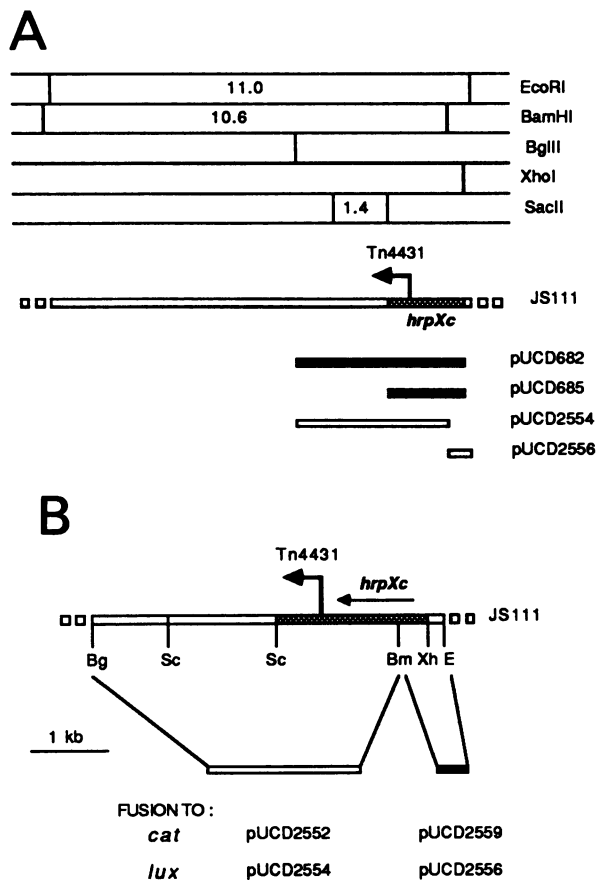 A
11.0 EcoRI
10.6 BamHI
BglII
XhoI
1.4 SacII
Tn4431
JS111
hrpXc
pUCD682
pUCD685
pUCD2554
pUCD2556
B
Tn4431
hrpXc
JS111
Bg Sc Sc Bm Xh E
1 kb
FUSION TO :
cat pUCD2552 pUCD2559
lux pUCD2554 pUCD2556